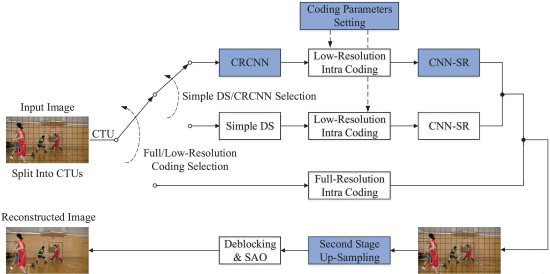 Coding Parameters
Setting
CRCNN
Low-Resolution
Intra Coding
CNN-SR
Simple DS/CRCNN Selection
Input Image
CTU
Simple DS
Low-Resolution
Intra Coding
CNN-SR
Split Into CTUs
Full/Low-Resolution
Coding Selection
Full-Resolution
Intra Coding
Reconstructed Image
Deblocking
& SAO
Second Stage
Up-Sampling